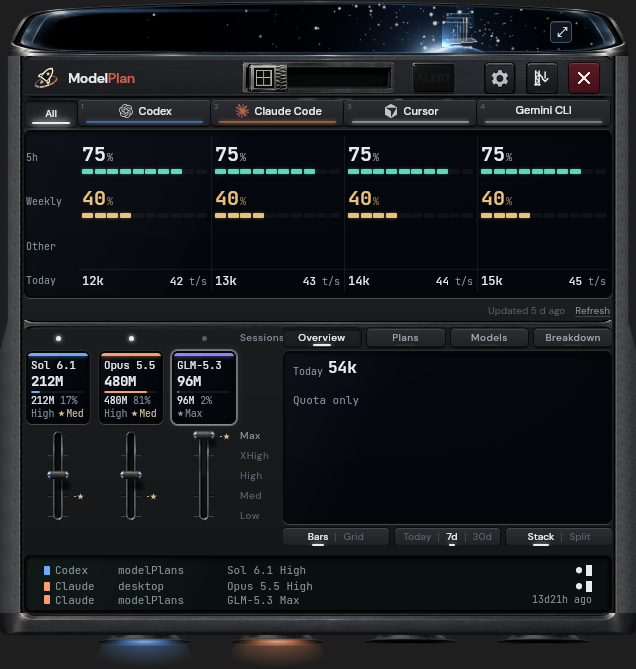 ModelPlan ALERT
All 1 Codex 2 Claude Code 3 Cursor 4 Gemini CLI
5h 75% 75% 75% 75%
Weekly 40% 40% 40% 40%
Other
Today 12k 42 t/s 13k 43 t/s 14k 44 t/s 15k 45 t/s
Updated 5 d ago Refresh
Sessions Overview Plans Models Breakdown
Sol 6.1 Opus 5.5 GLM-5.3
212M 480M 96M
212M 17% 480M 81% 96M 2%
High ★Med High ★Med ★Max
Today 54k
Quota only
Max
XHigh
High
Med
Low
Bars | Grid Today | 7d | 30d Stack | Split
Codex modelPlans Sol 6.1 High
Claude desktop Opus 5.5 High
Claude modelPlans GLM-5.3 Max 13d21h ago